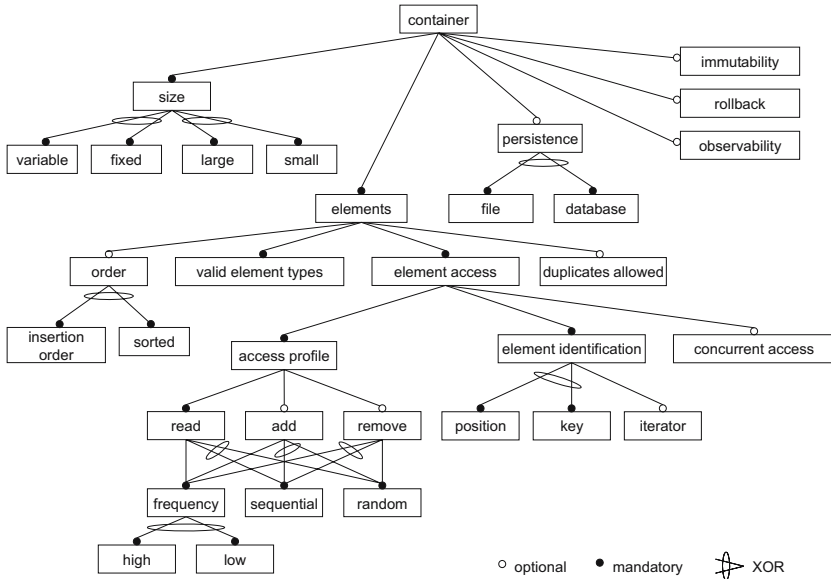 container
immutability
size
rollback
persistence
observability
variable
fixed
large
small
elements
file
database
order
valid element types
element access
duplicates allowed
insertion
order
sorted
access profile
element identification
concurrent access
read
add
remove
position
key
iterator
frequency
sequential
random
high
low
optional
mandatory
XOR